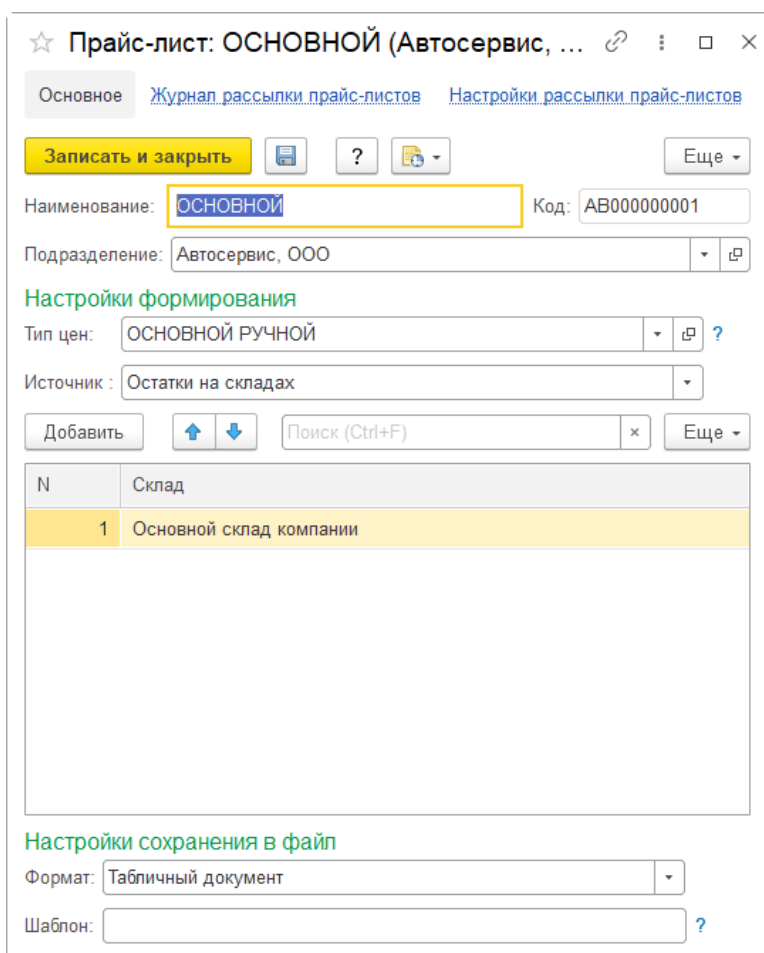 Прайс-лист: ОСНОВНОЙ (Автосервис, ...
Основное Журнал рассылки прайс-листов Настройки рассылки прайс-листов
Записать и закрыть ? Еще
Наименование: ОСНОВНОЙ Код: АВ000000001
Подразделение: Автосервис, ООО
Настройки формирования
Тип цен: ОСНОВНОЙ РУЧНОЙ ?
Источник : Остатки на складах
Добавить Поиск (Ctrl+F) × Еще
N Склад
1 Основной склад компании
Настройки сохранения в файл
Формат: Табличный документ
Шаблон: ?